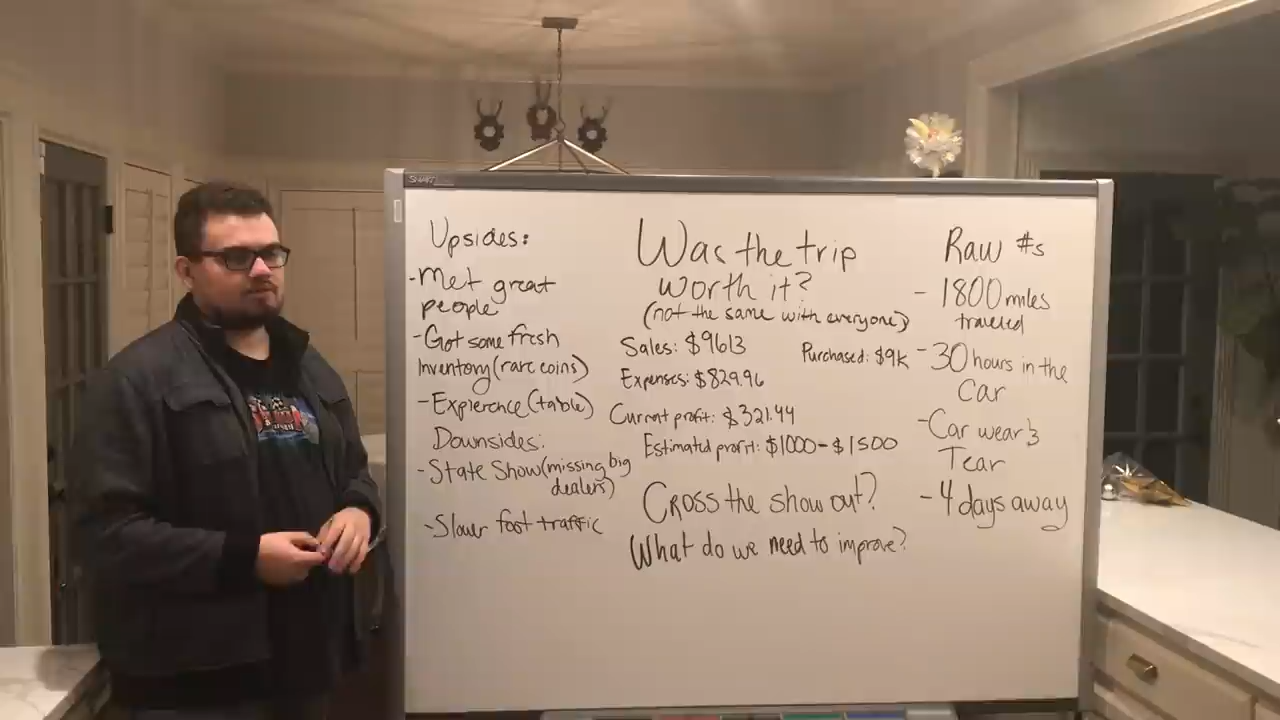 SMART
Upsides:
-Met great
people
-Got some fresh
Inventory (rare coins)
-Expierence (table)
Downsides:
-State Show (missing big
dealers)
-Slower foot traffic
Was the trip
worth it?
(not the same with everyone)
Sales: $9613
Purchased: $9k
Expenses: $829.96
Current profit: $321.44
Estimated profit: $1000-$1500
Cross the show out?
What do we need to improve?
Raw #s
- 1800 miles
traveled
- 30 hours in the
Car
- Car wear &
Tear
- 4 days away